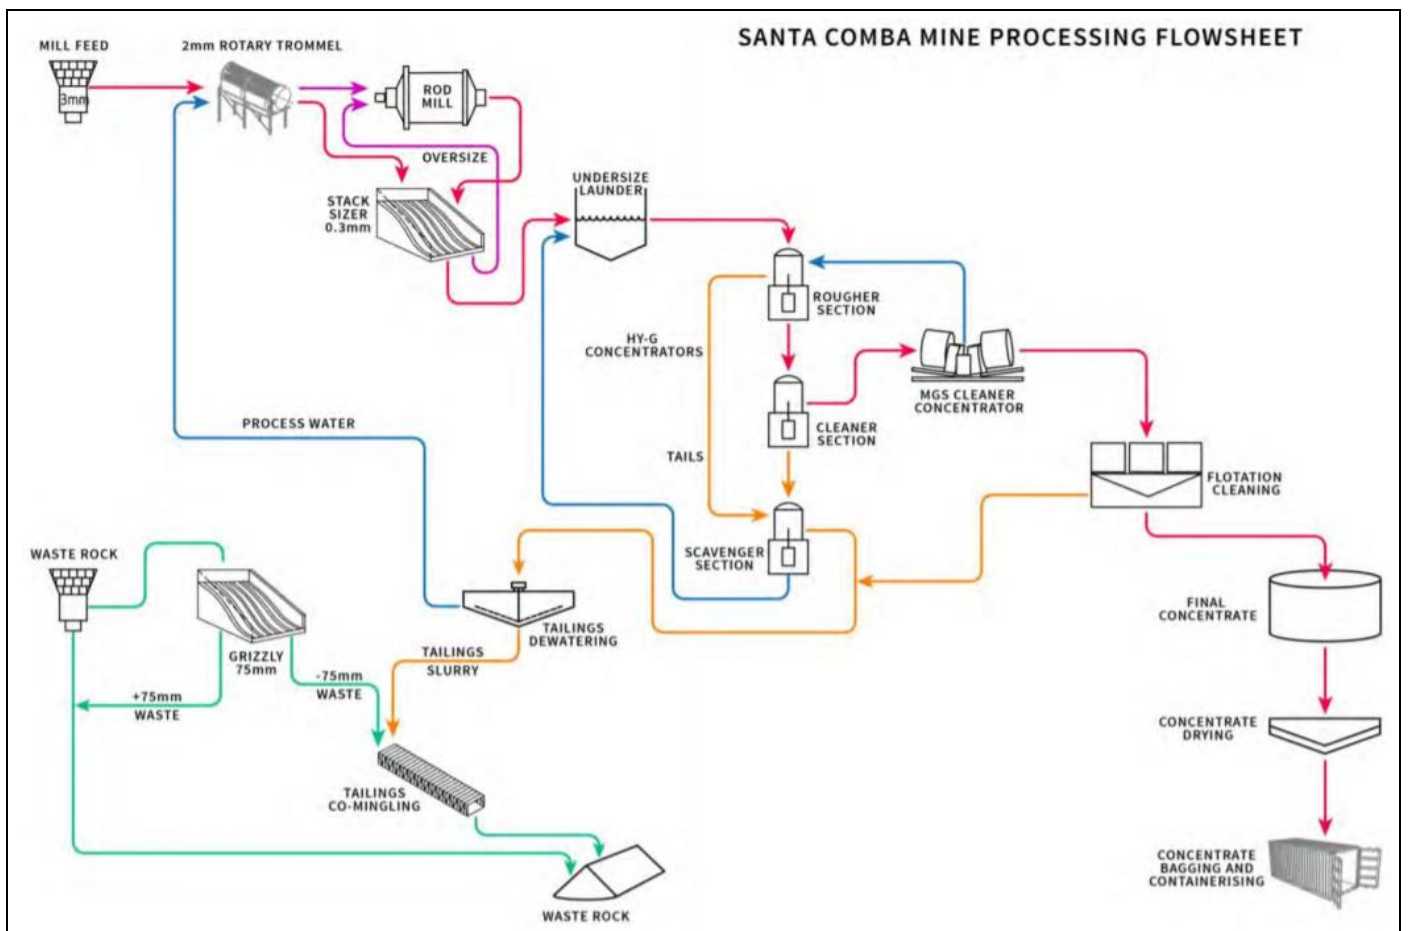 SANTA COMBA MINE PROCESSING FLOWSHEET
MILL FEED
2mm ROTARY TROMMEL
3mm
ROD
MILL
OVERSIZE
STACK
SIZER
0.3mm
UNDERSIZE
LAUNDER
ROUGHER
SECTION
HY-G
CONCENTRATORS
MGS CLEANER
CONCENTRATOR
CLEANER
SECTION
TAILS
PROCESS WATER
FLOTATION
CLEANING
SCAVENGER
SECTION
WASTE ROCK
GRIZZLY
75mm
TAILINGS
DEWATERING
TAILINGS
SLURRY
-75mm
WASTE
+75mm
WASTE
FINAL
CONCENTRATE
CONCENTRATE
DRYING
TAILINGS
CO-MINGLING
CONCENTRATE
BAGGING AND
CONTAINERISING
WASTE ROCK